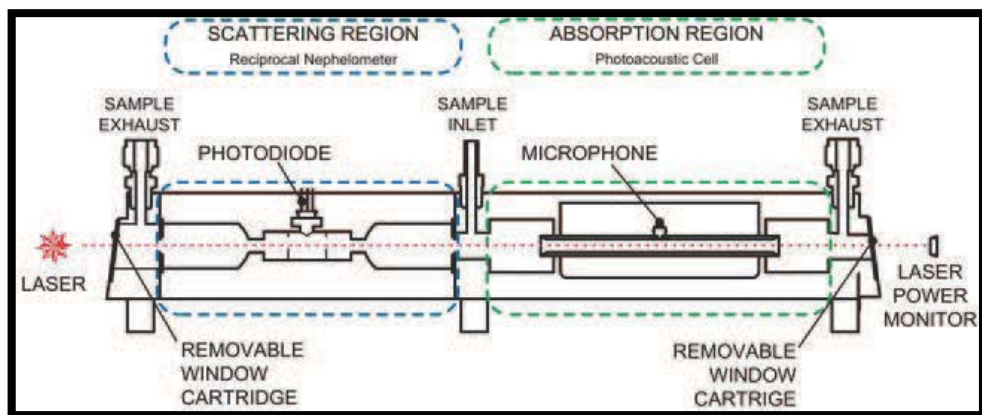 SCATTERING REGION
Reciprocal Nephelometer
ABSORPTION REGION
Photoacoustic Cell
SAMPLE
EXHAUST
SAMPLE
INLET
SAMPLE
EXHAUST
PHOTODIODE
MICROPHONE
LASER
LASER
POWER
MONITOR
REMOVABLE
WINDOW
CARTRIDGE
REMOVABLE
WINDOW
CARTRIGE